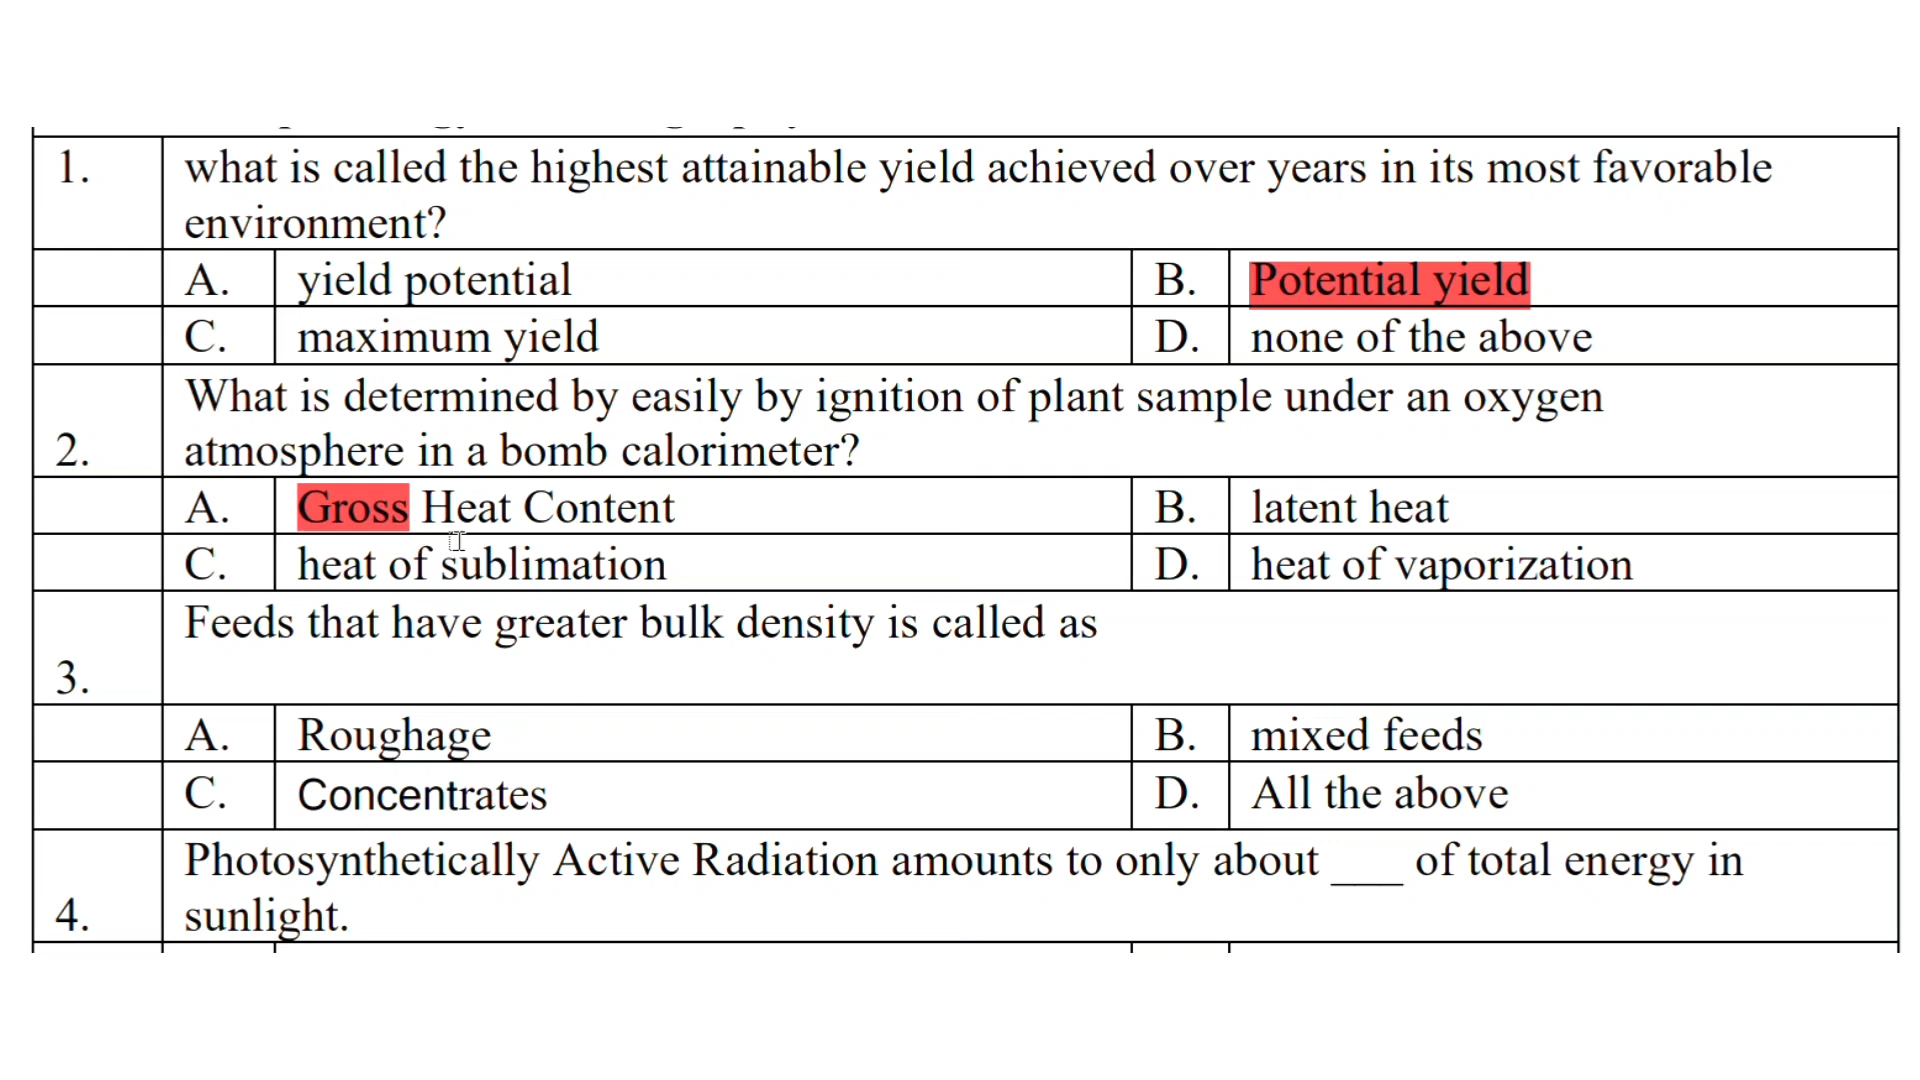 1. what is called the highest attainable yield achieved over years in its most favorable
environment?
A. yield potential B. Potential yield
C. maximum yield D. none of the above
What is determined by easily by ignition of plant sample under an oxygen
2. atmosphere in a bomb calorimeter?
A. Gross Heat Content B. latent heat
C. heat of sublimation D. heat of vaporization
Feeds that have greater bulk density is called as
3.
A. Roughage B. mixed feeds
C. Concentrates D. All the above
Photosynthetically Active Radiation amounts to only about ___ of total energy in
4. sunlight.